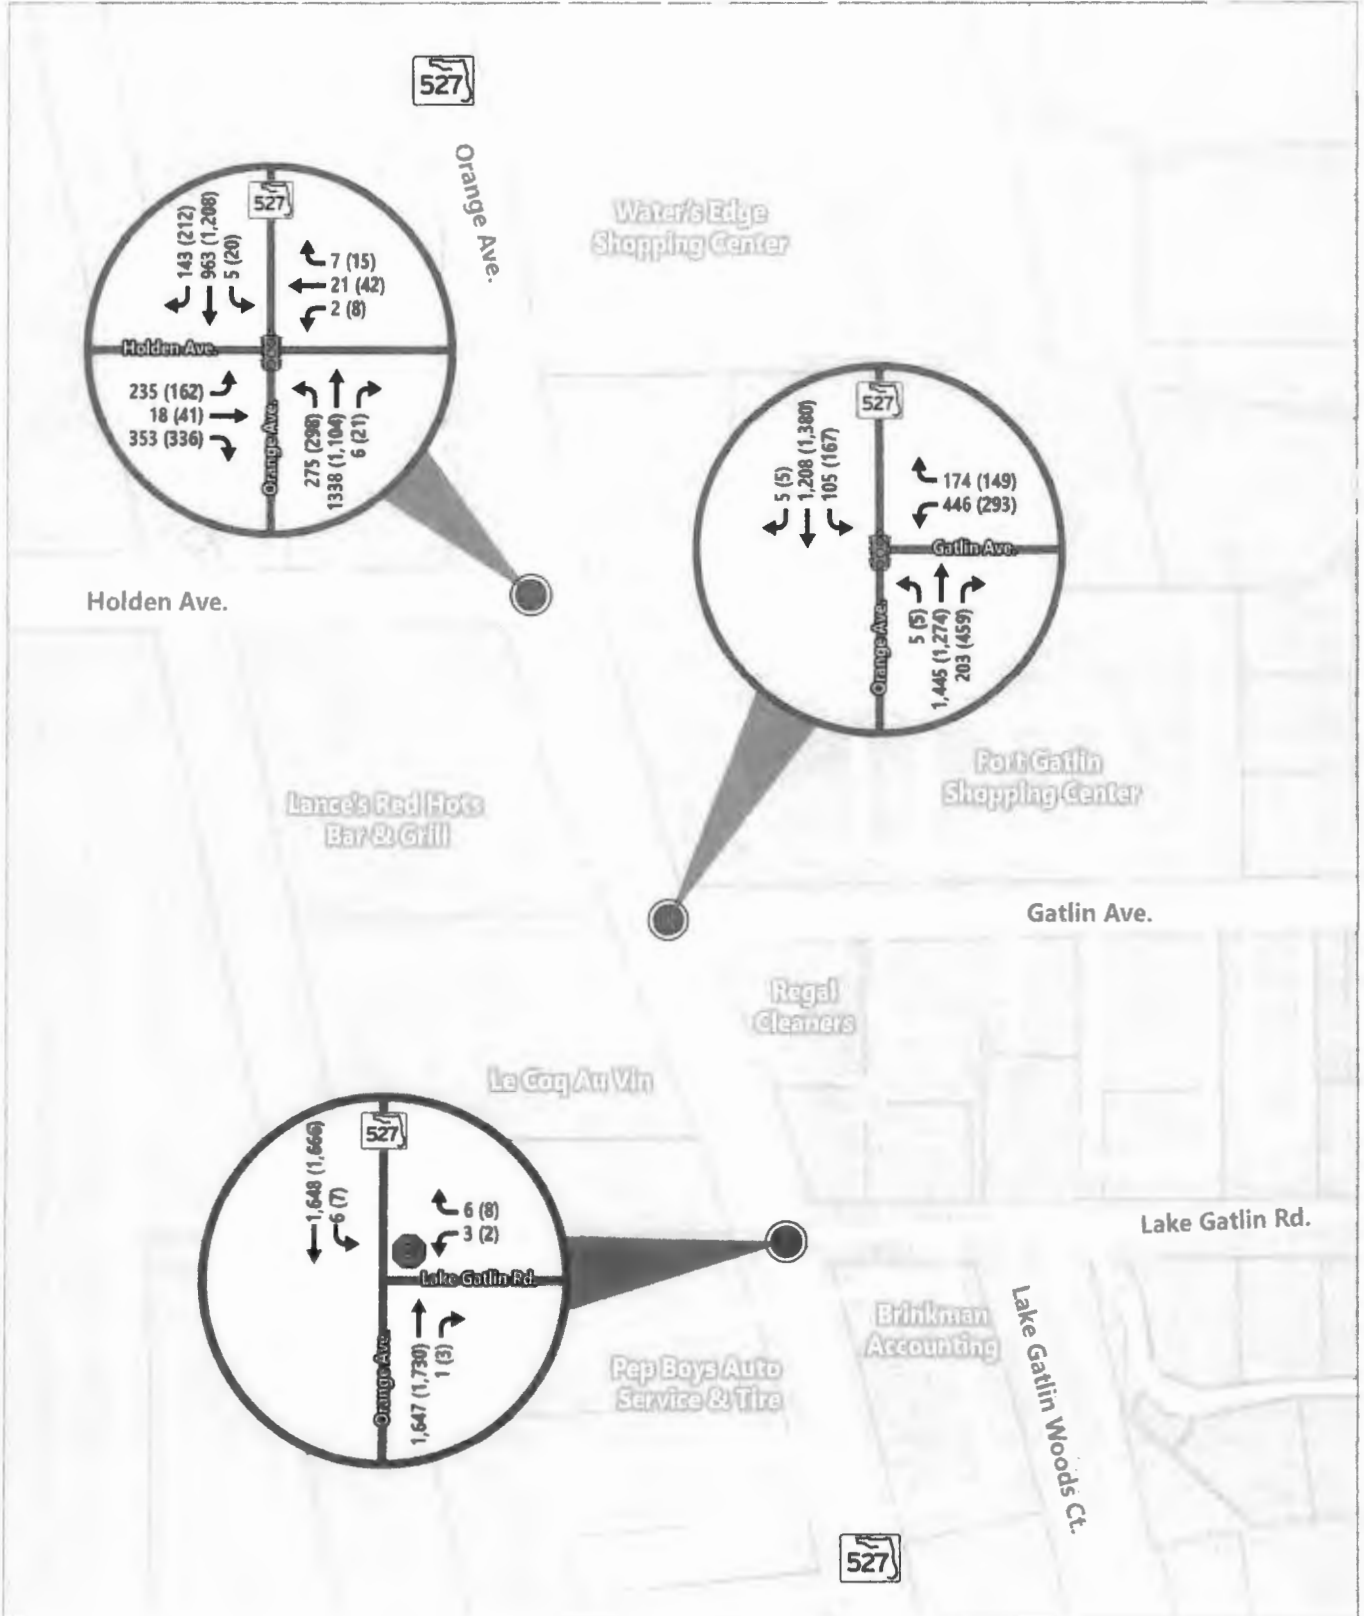 527
Orange Ave.
Water's Edge
Shopping Center
527
143 (212)
963 (1,208)
5 (20)
7 (15)
21 (42)
2 (8)
Holden Ave.
235 (162)
18 (41)
353 (336)
Orange Ave.
275 (298)
1338 (1,104)
6 (21)
527
5 (5)
1,208 (1,380)
105 (167)
174 (149)
446 (293)
Gatlin Ave.
Orange Ave.
5 (5)
1,445 (1,274)
203 (459)
Holden Ave.
Fort Gatlin
Shopping Center
Lance's Red Hots
Bar & Grill
Gatlin Ave.
Regal
Cleaners
Le Coq Au Vin
527
1,648 (1,666)
6 (7)
6 (8)
3 (2)
Lake Gatlin Rd.
Orange Ave.
1,647 (1,730)
1 (3)
Lake Gatlin Rd.
Brinkman
Accounting
Lake Gatlin Woods Ct.
Pep Boys Auto
Service & Tire
527